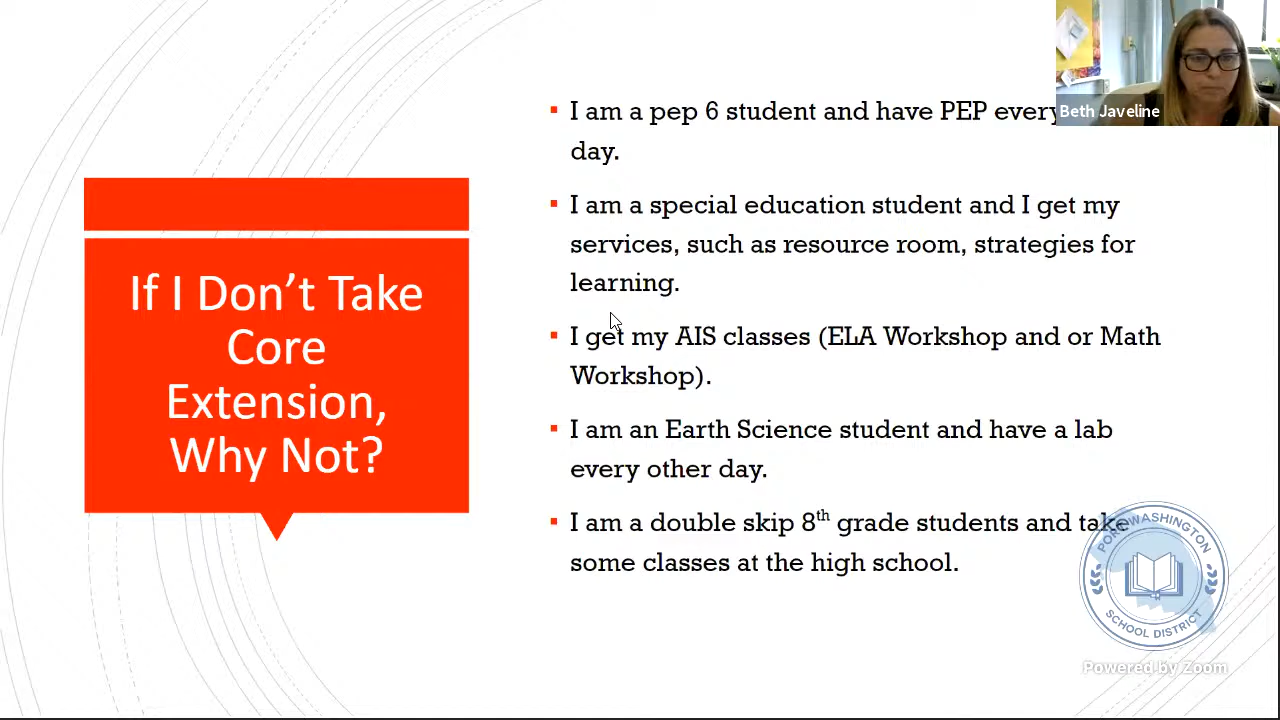 Beth Javeline
If I Don’t Take
Core
Extension,
Why Not?
▪ I am a pep 6 student and have PEP every
day.
▪ I am a special education student and I get my
services, such as resource room, strategies for
learning.
▪ I get my AIS classes (ELA Workshop and or Math
Workshop).
▪ I am an Earth Science student and have a lab
every other day.
▪ I am a double skip 8th grade students and take
some classes at the high school.
PORT WASHINGTON
SCHOOL DISTRICT
Powered by Zoom